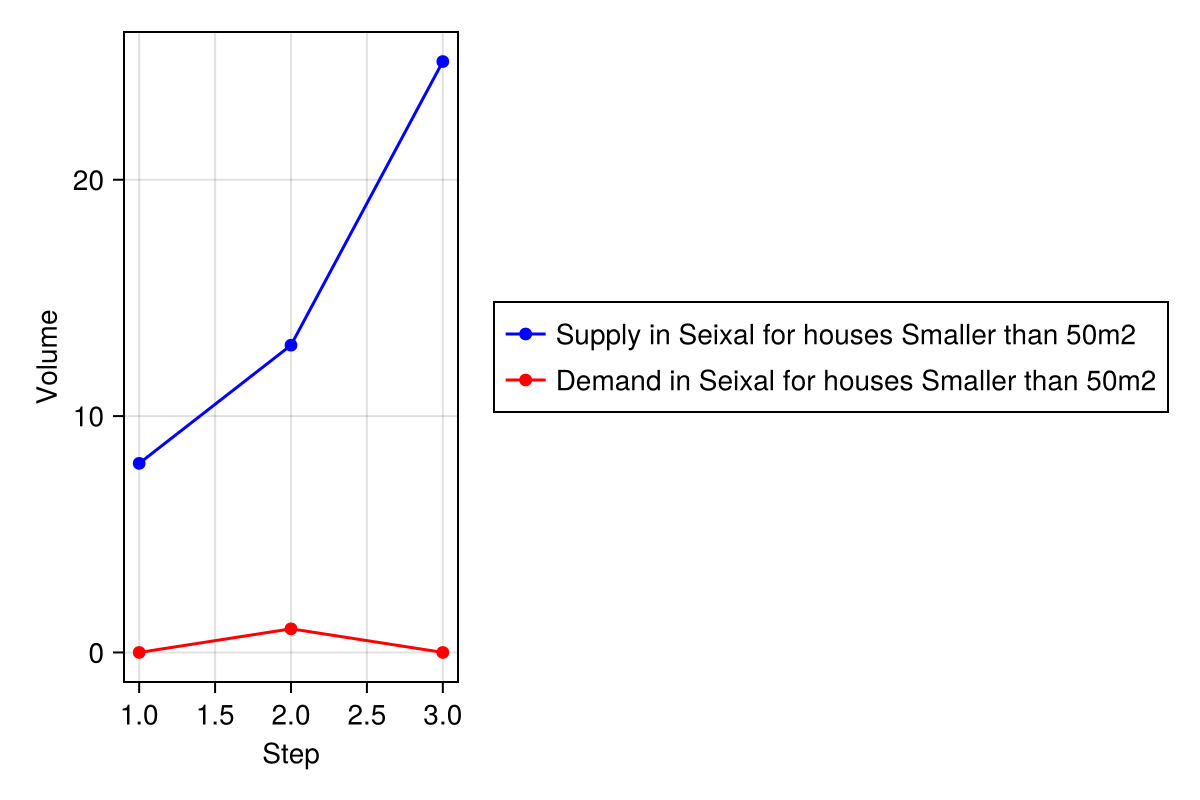 Volume
20
10
0
1.0 1.5 2.0 2.5 3.0
Step
Supply in Seixal for houses Smaller than 50m2
Demand in Seixal for houses Smaller than 50m2